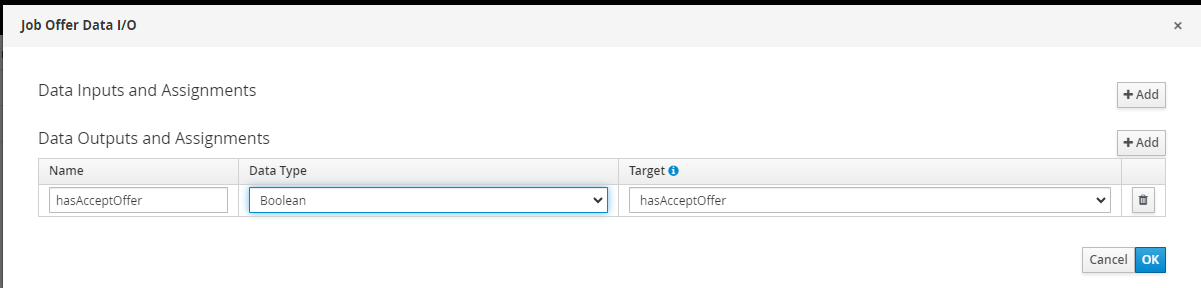 Job Offer Data I/O
×
Data Inputs and Assignments
+ Add
Data Outputs and Assignments
+ Add
Name Data Type Target
hasAcceptOffer Boolean hasAcceptOffer
Cancel OK